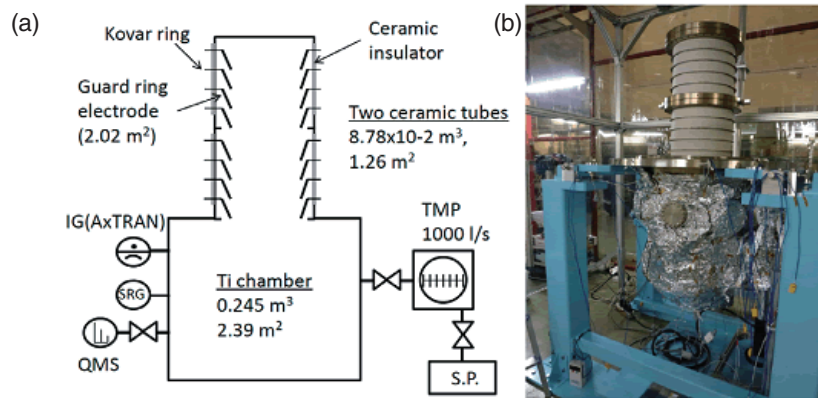 (a)
Kovar ring
Guard ring
electrode
(2.02 m²)
Ceramic
insulator
Two ceramic tubes
8.78x10-2 m³,
1.26 m²
IG(AxTRAN)
SRG
QMS
Ti chamber
0.245 m³
2.39 m²
TMP
1000 l/s
S.P.
(b)